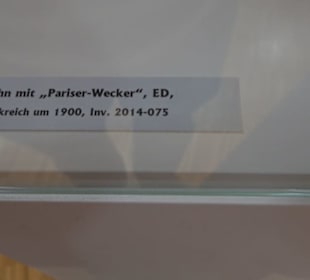 hn mit „Pariser-Wecker“, ED,
kreich um 1900, Inv. 2014-075